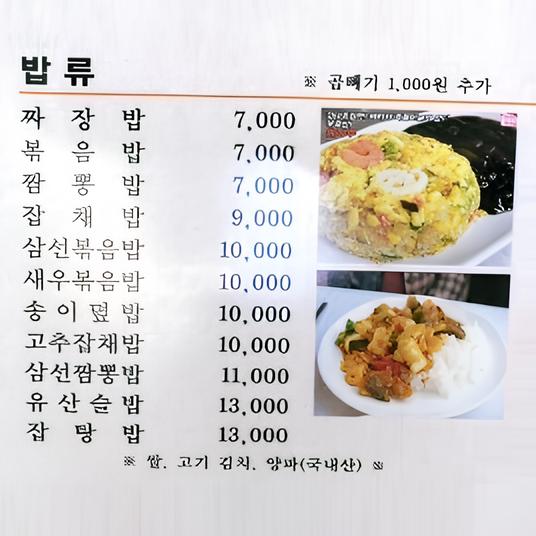 밥 류
※ 곱빼기 1,000원 추가
짜 장 밥 7,000
볶 음 밥 7,000
짬 뽕 밥 7,000
잡 채 밥 9,000
삼선볶음밥 10,000
새우볶음밥 10,000
송이덮밥 10,000
고추잡채밥 10,000
삼선짬뽕밥 11,000
유산슬밥 13,000
잡 탕 밥 13,000
※ 쌀, 고기 김치, 양파(국내산) ※